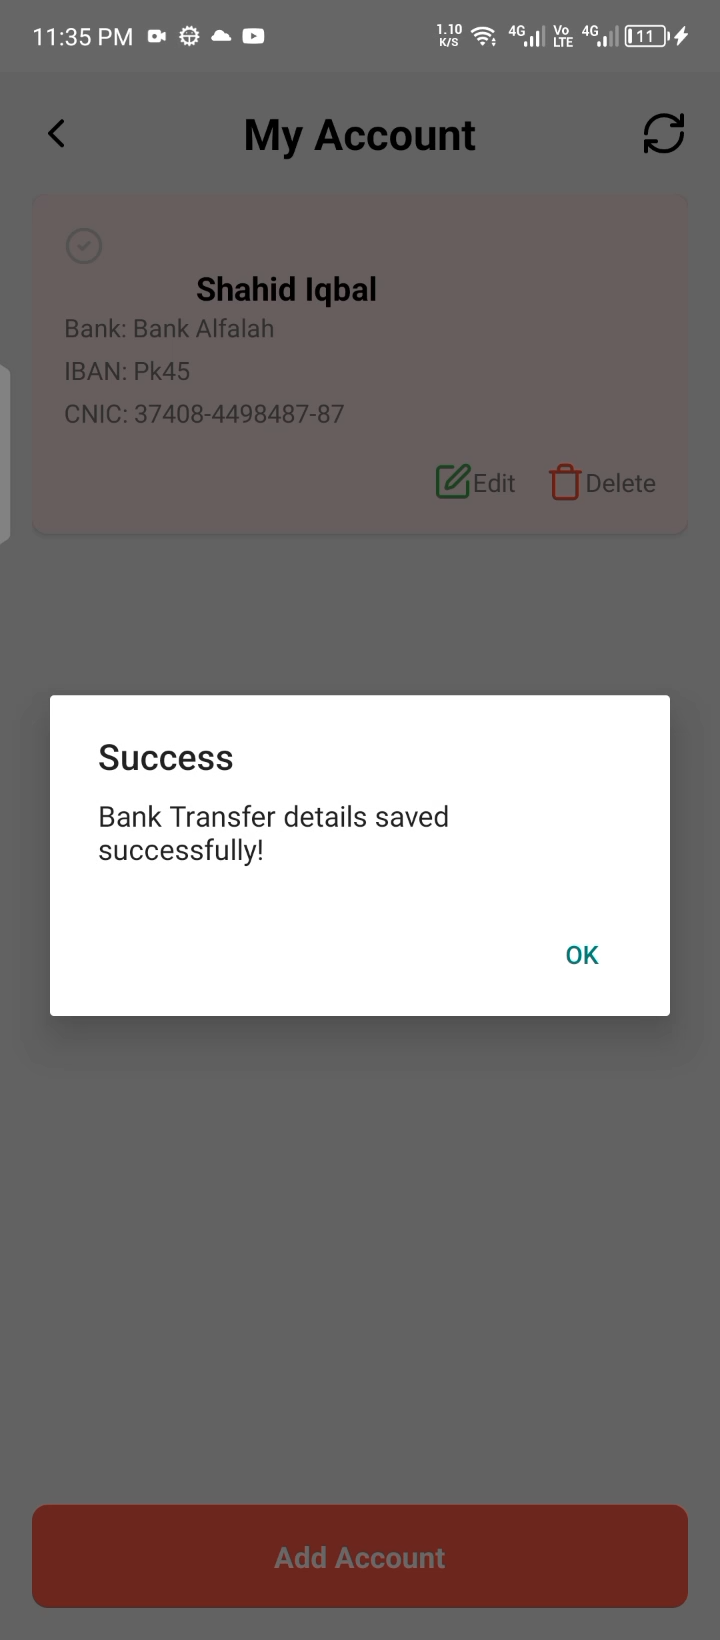 11:35 PM 1.10 K/S 4G Vo LTE 4G 11
My Account
Shahid Iqbal
Bank: Bank Alfalah
IBAN: Pk45
CNIC: 37408-4498487-87
Edit Delete
Success
Bank Transfer details saved
successfully!
OK
Add Account